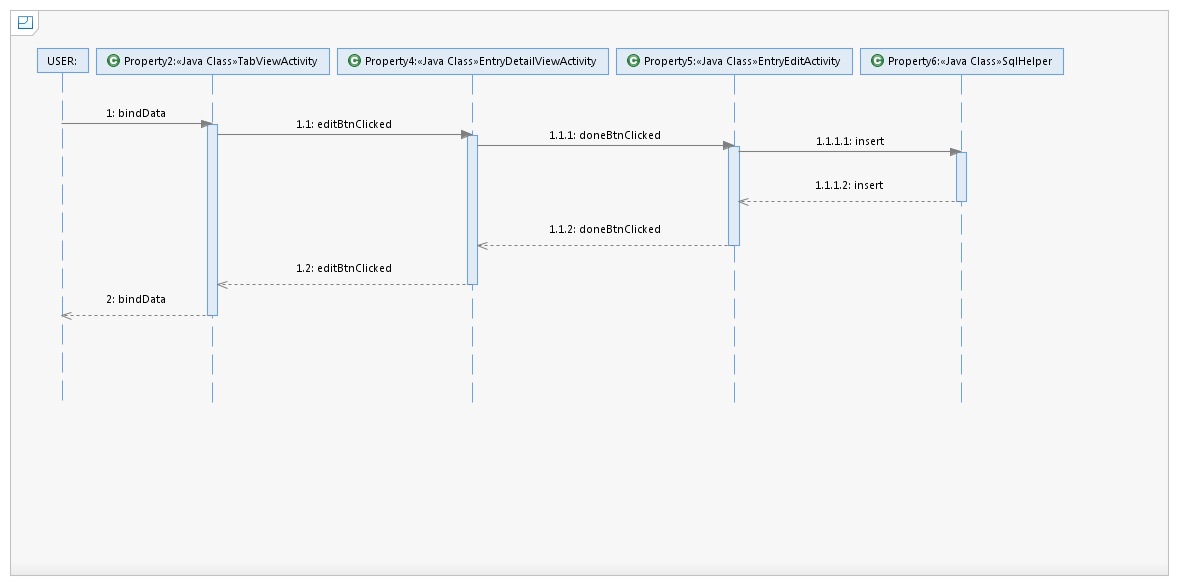 USER:
C Property2:«Java Class»TabViewActivity
C Property4:«Java Class»EntryDetailViewActivity
C Property5:«Java Class»EntryEditActivity
C Property6:«Java Class»SqlHelper
1: bindData
1.1: editBtnClicked
1.1.1: doneBtnClicked
1.1.1.1: insert
1.1.1.2: insert
1.1.2: doneBtnClicked
1.2: editBtnClicked
2: bindData